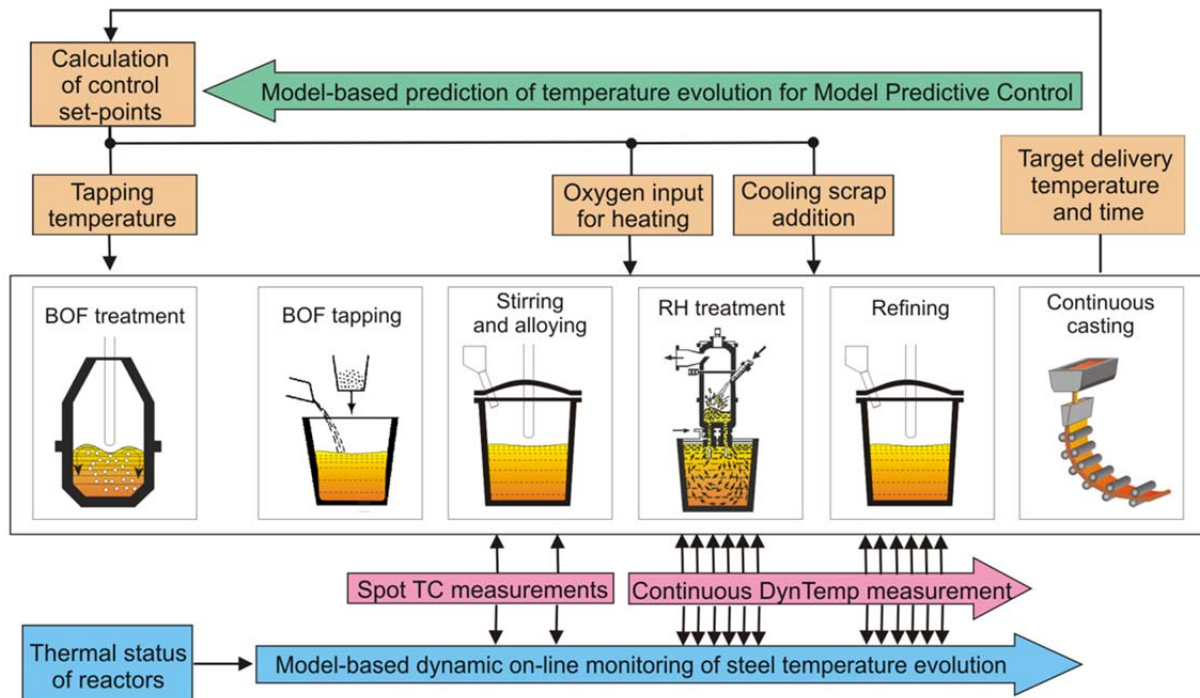 Calculation
of control
set-points
Model-based prediction of temperature evolution for Model Predictive Control
Tapping
temperature
Oxygen input
for heating
Cooling scrap
addition
Target delivery
temperature
and time
BOF treatment
BOF tapping
Stirring
and alloying
RH treatment
Refining
Continuous
casting
Spot TC measurements
Continuous DynTemp measurement
Thermal status
of reactors
Model-based dynamic on-line monitoring of steel temperature evolution